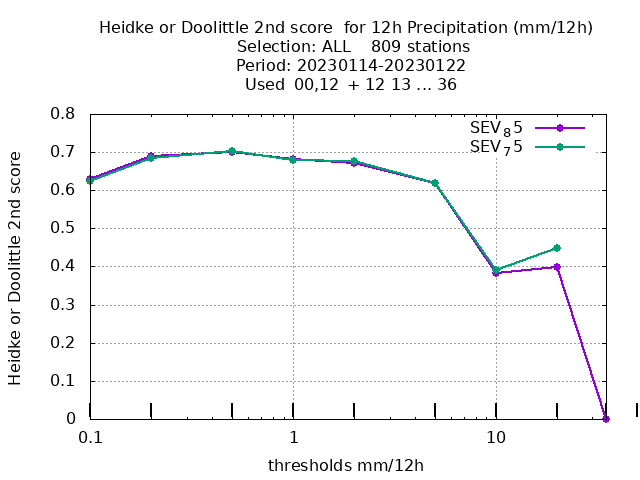 Heidke or Doolittle 2nd score  for 12h Precipitation (mm/12h)
Selection: ALL    809 stations
Period: 20230114-20230122
Used  00,12  + 12 13 ... 36
Heidke or Doolittle 2nd score
0.8
0.7
0.6
0.5
0.4
0.3
0.2
0.1
0
SEV85
SEV75
0.1
1
10
thresholds mm/12h